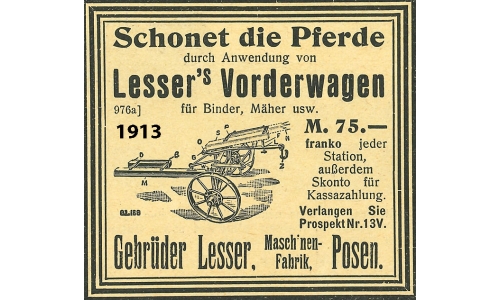 Schonet die Pferde
durch Anwendung von
Lesser's Vorderwagen
976a]
für Binder, Mäher usw.
1913
M. 75.—
franko jeder
Station,
außerdem
Skonto für
Kassazahlung.
Verlangen Sie
Prospekt Nr. 13V.
M
Gebrüder Lesser, Masch'nen-
Fabrik, Posen.